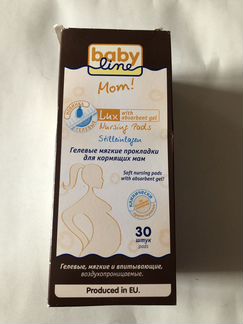 baby
line
Mom!
Lux with
absorbent gel
Nursing Pads
Stilleinlagen
Гелевые мягкие прокладки
для кормящих мам
Soft nursing pads
with absorbent gel!
30
штук
pads
Гелевые, мягкие и впитывающие,
воздухопроницаемые.
Produced in EU.